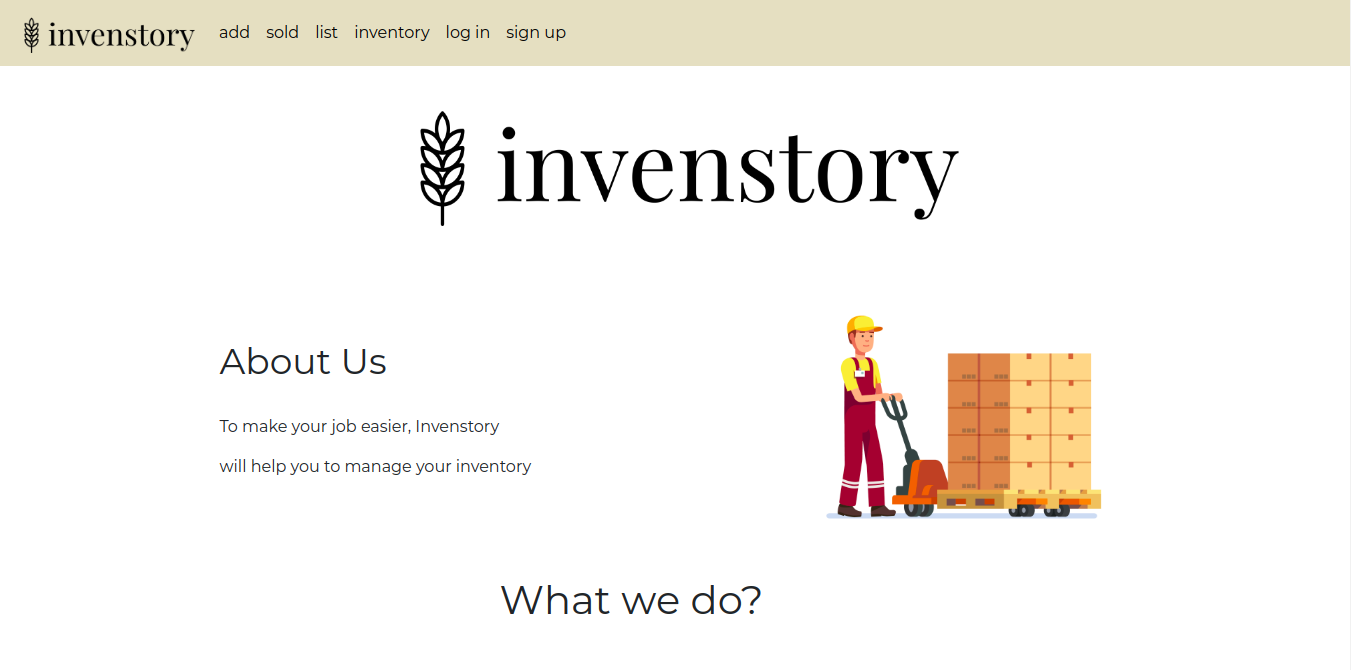 invenstory add sold list inventory log in sign up
invenstory
About Us
To make your job easier, Invenstory
will help you to manage your inventory
What we do?